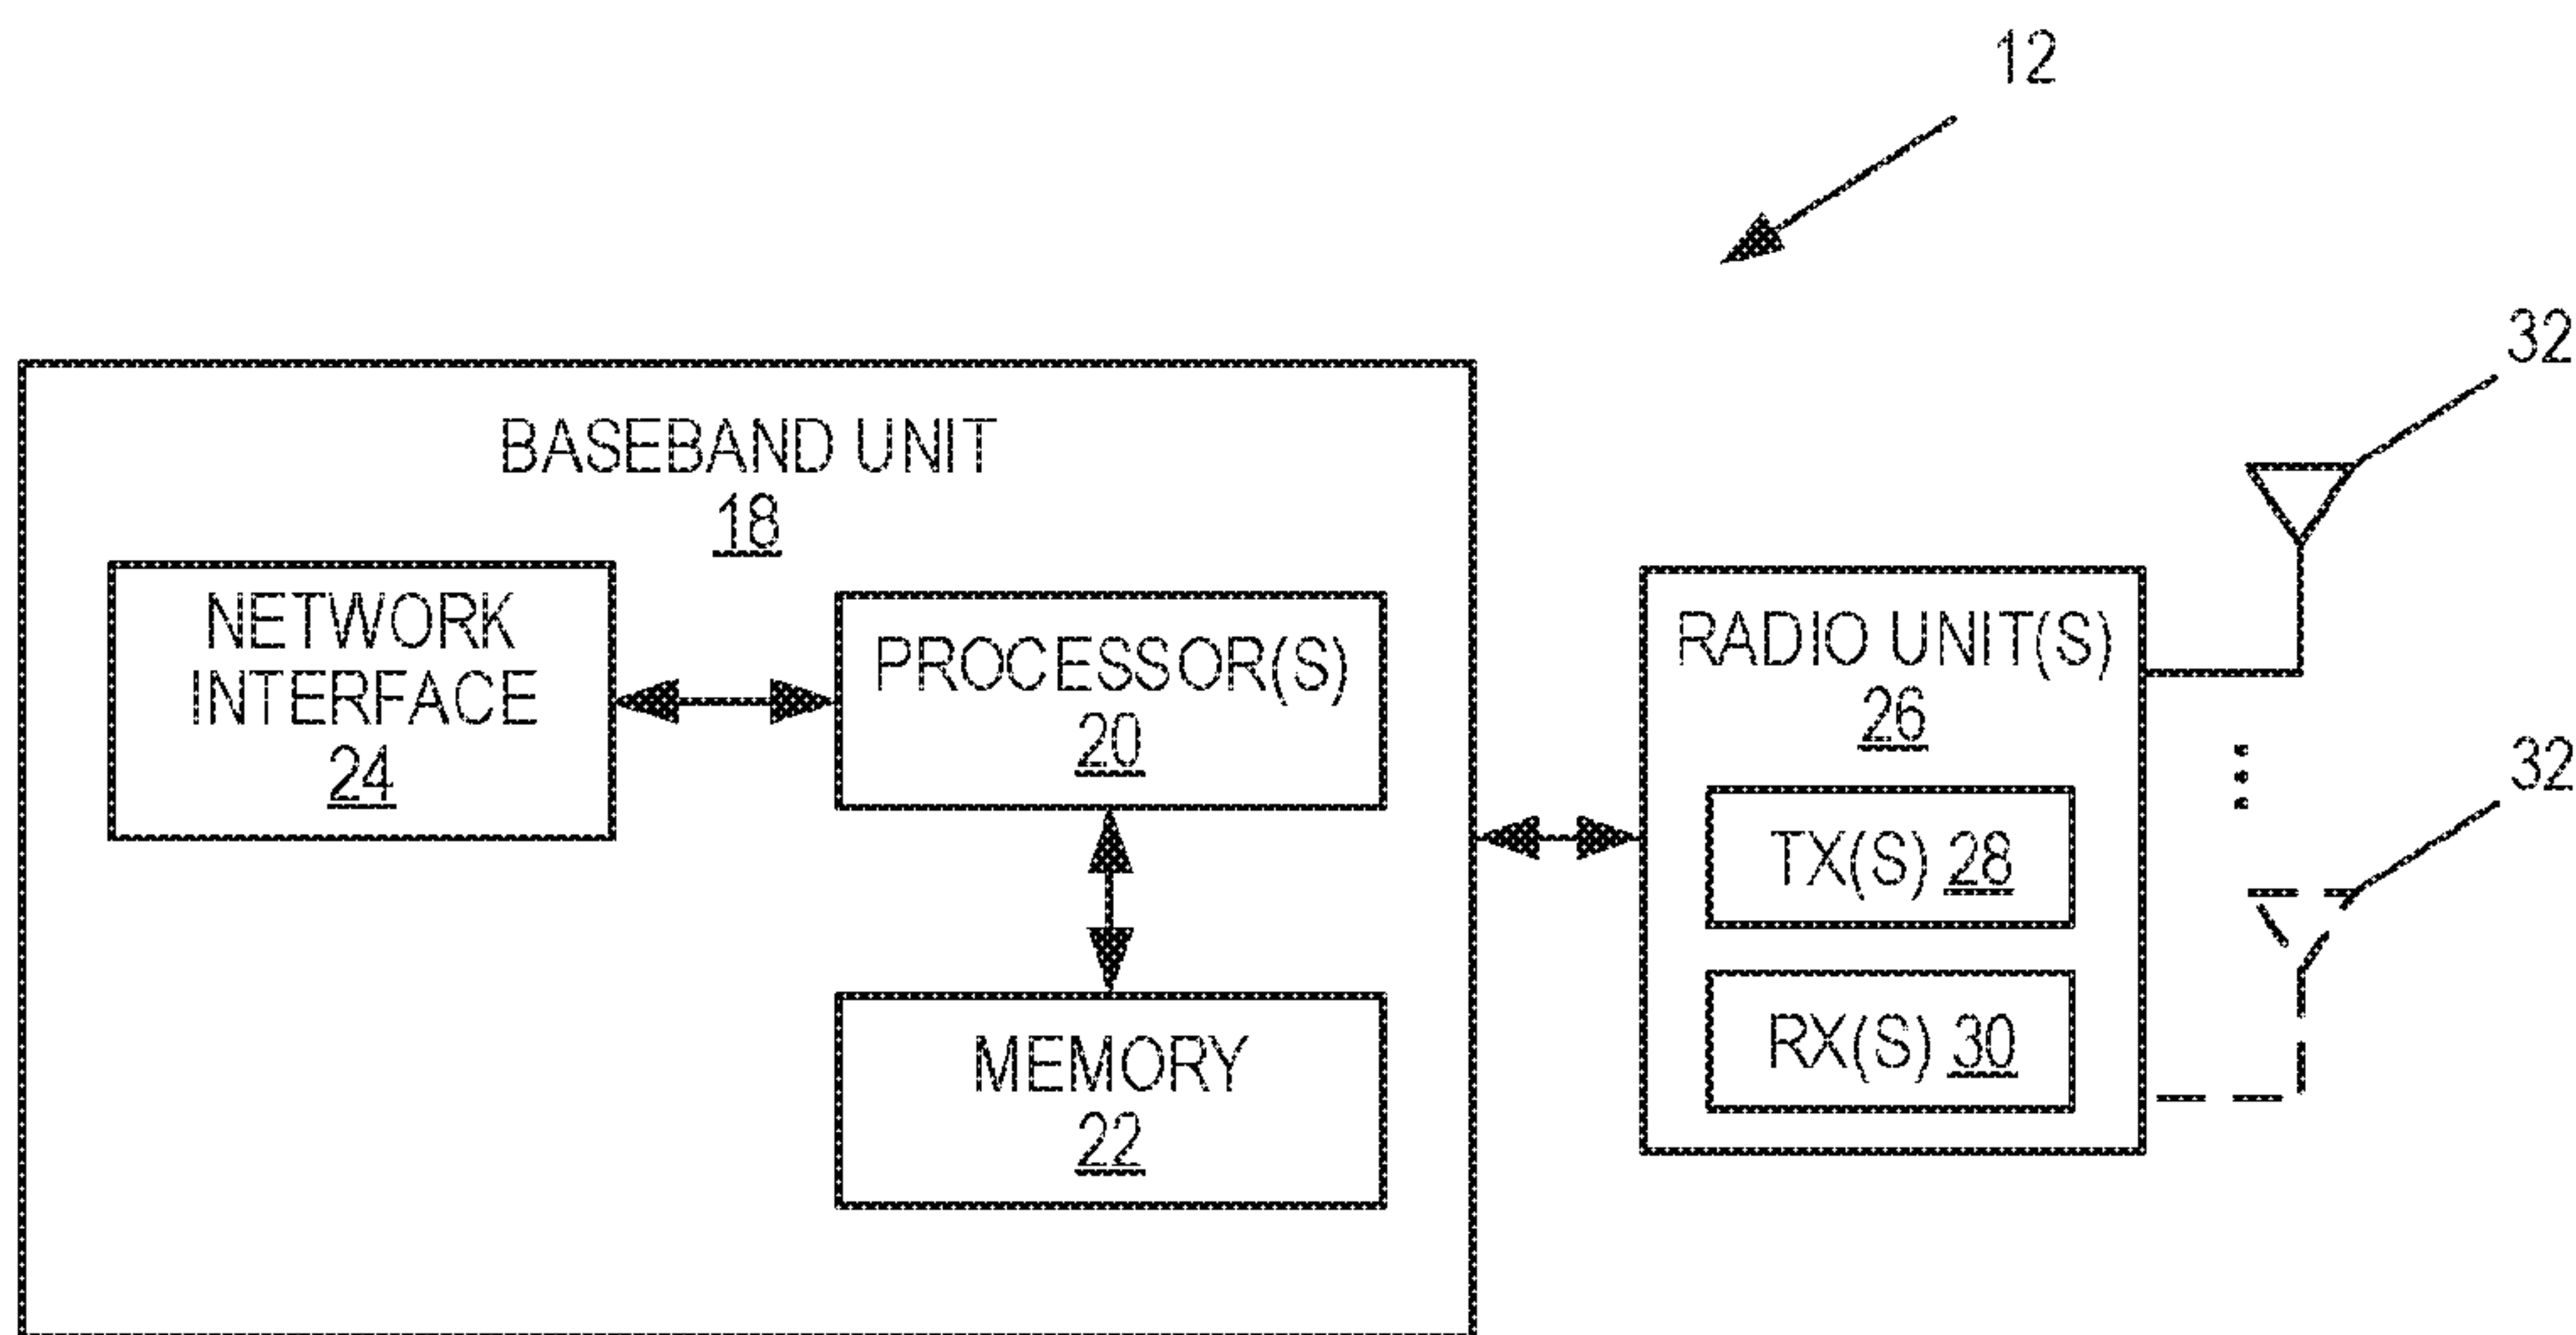 12
32
BASEBAND UNIT
18
NETWORK
INTERFACE
24
PROCESSOR(S)
20
MEMORY
22
RADIO UNIT(S)
26
TX(S) 28
RX(S) 30
32